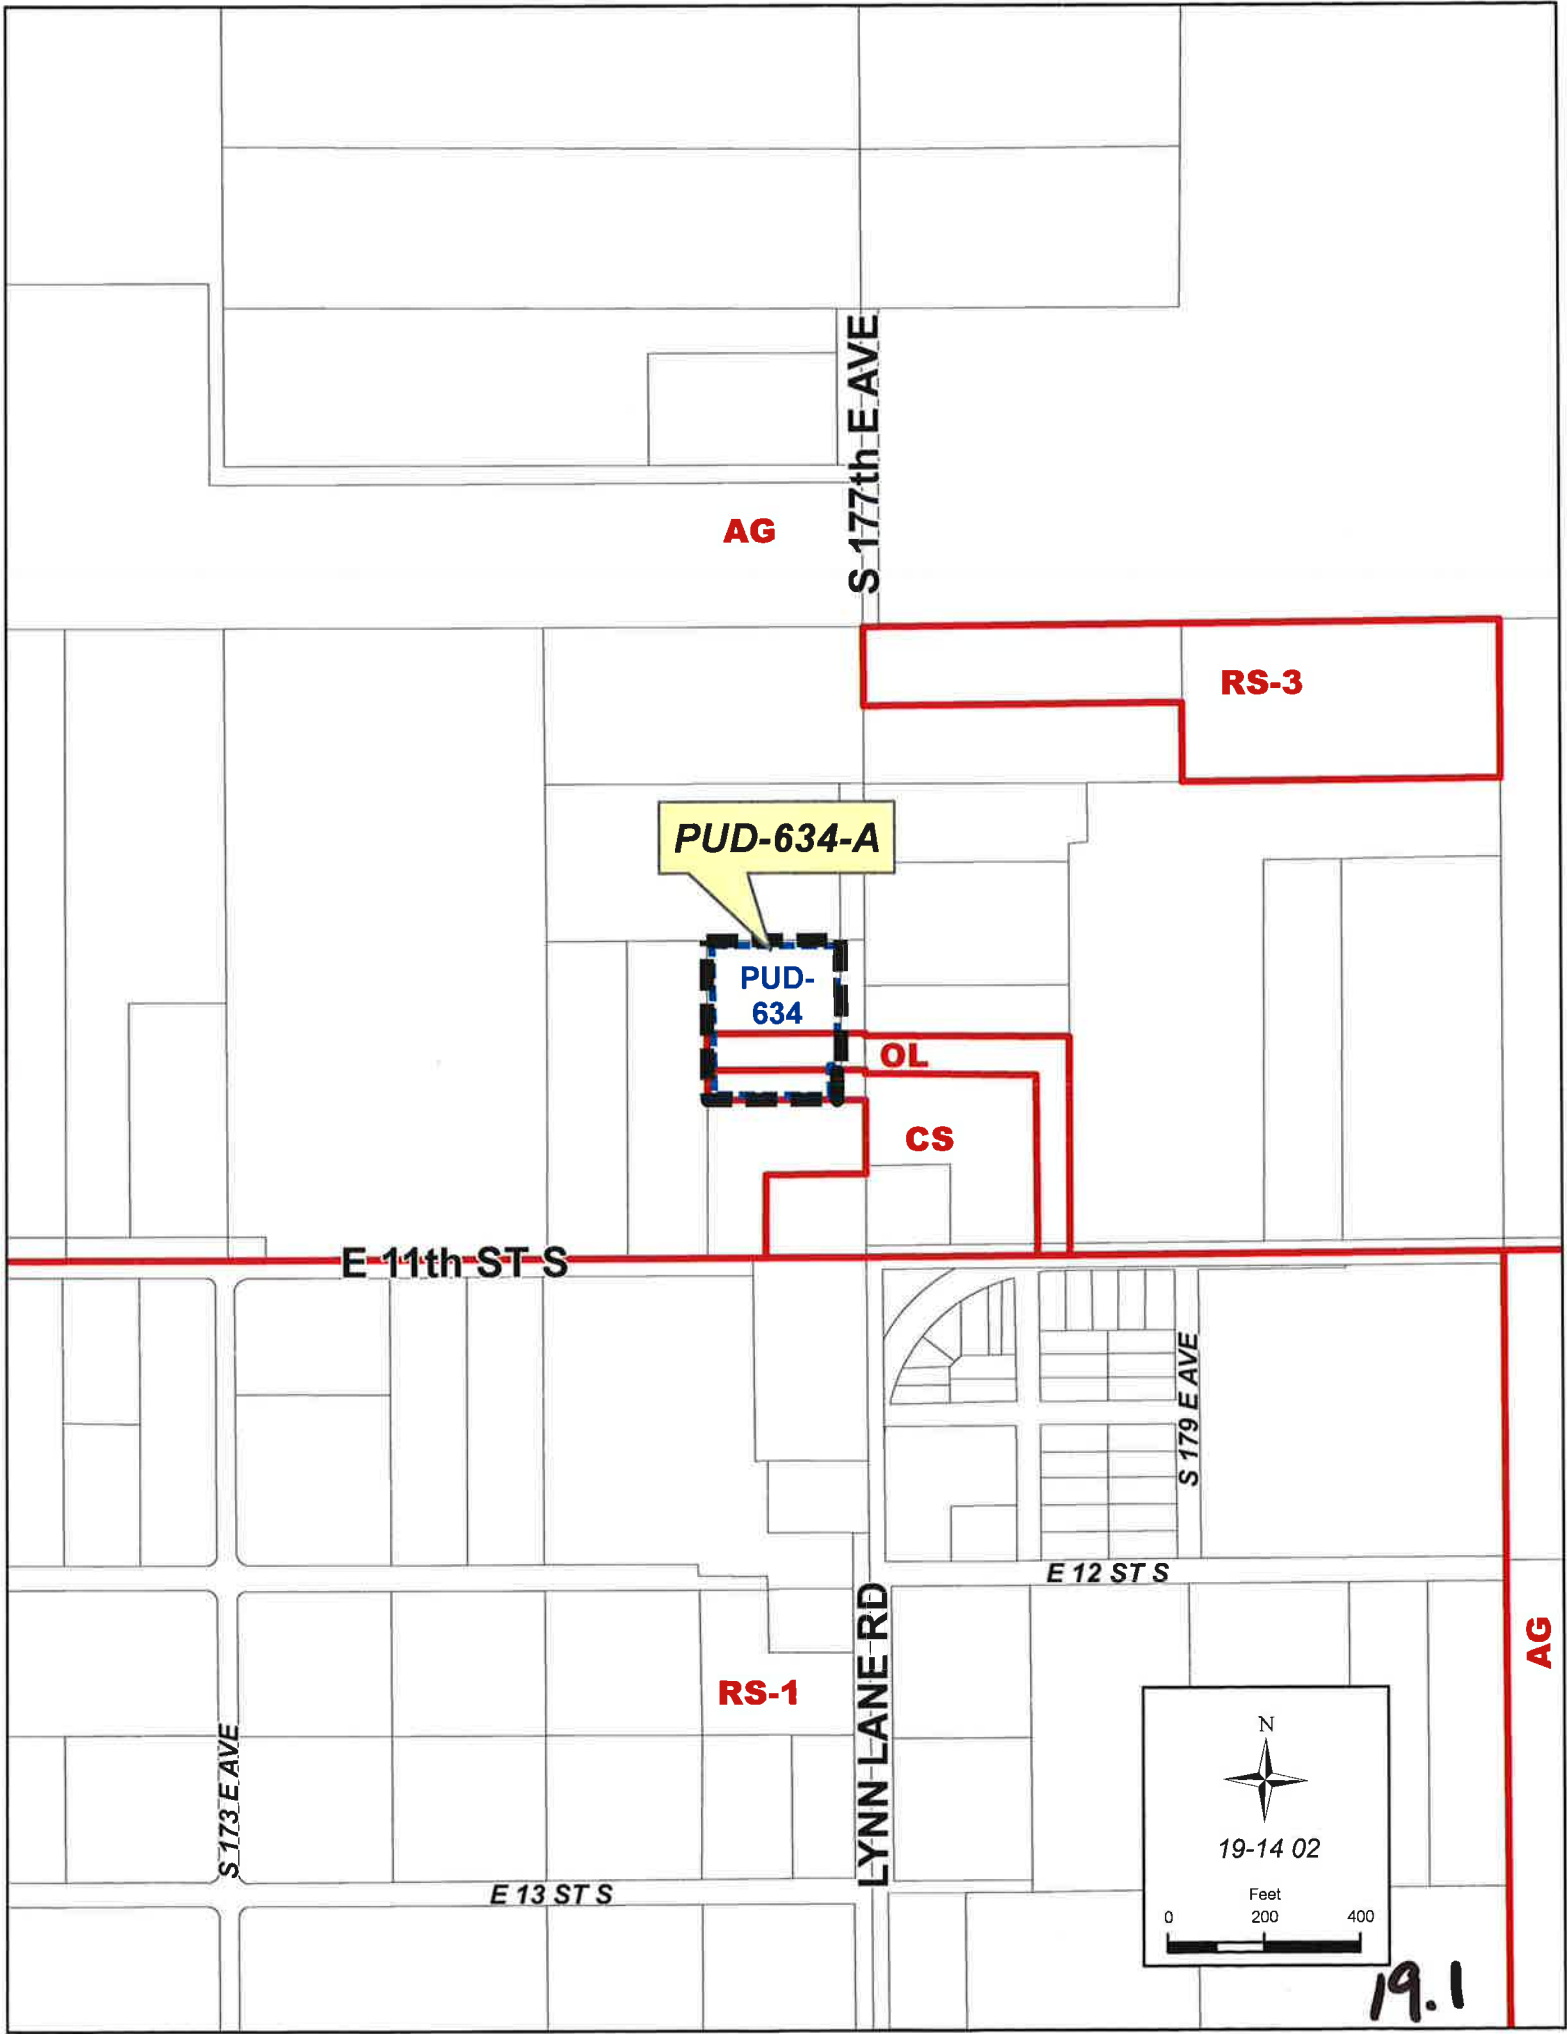 S 177th E AVE
AG
RS-3
PUD-634-A
PUD-
634
OL
CS
E 11th ST S
S 179 E AVE
E 12 ST S
LYNN LANE RD
AG
RS-1
S 173 E AVE
E 13 ST S
N
19-14 02
Feet
0 200 400
19.1